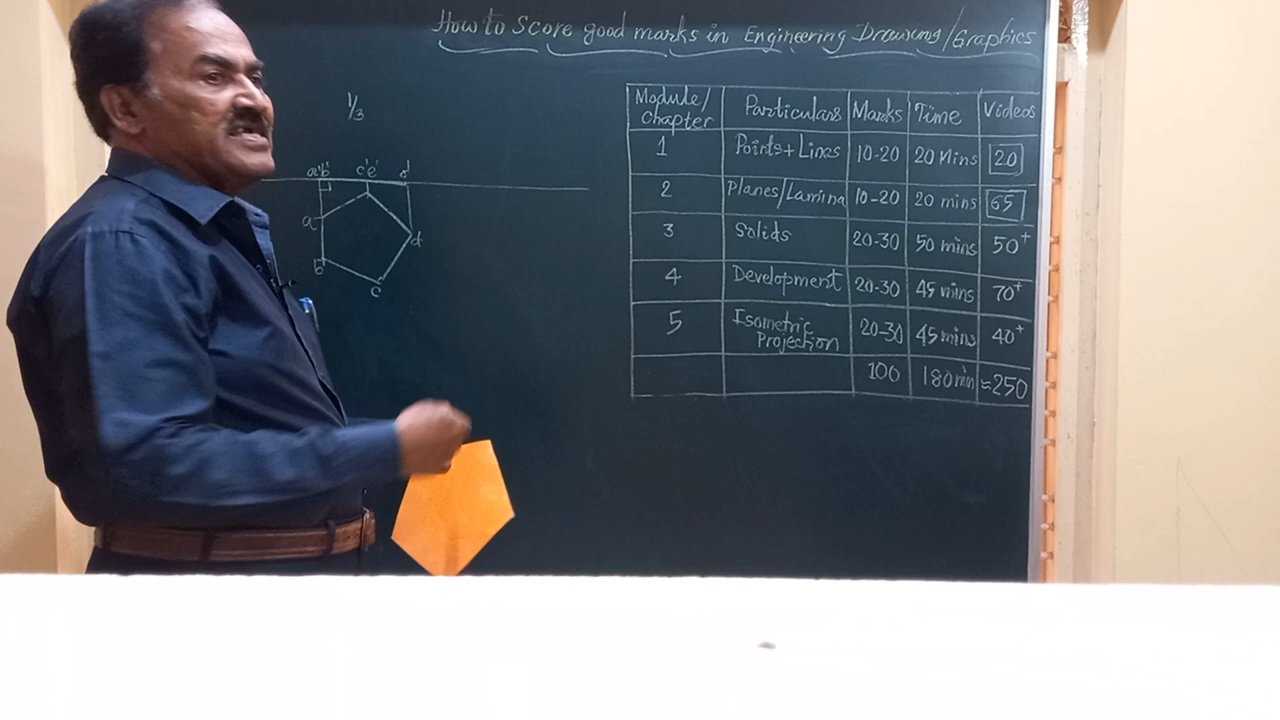 How to Score good marks in Engineering Drawing/Graphics
1/3
a'b' c'e' d'
a
b
c
d
Module/Chapter Particulars Marks Time Videos
1 Points+Lines 10-20 20 Mins 20
2 Planes/Lamina 10-20 20 mins 65
3 Solids 20-30 50 mins 50+
4 Development 20-30 45 mins 70+
5 Isometric Projection 20-30 45 mins 40+
100 180 min ≈250